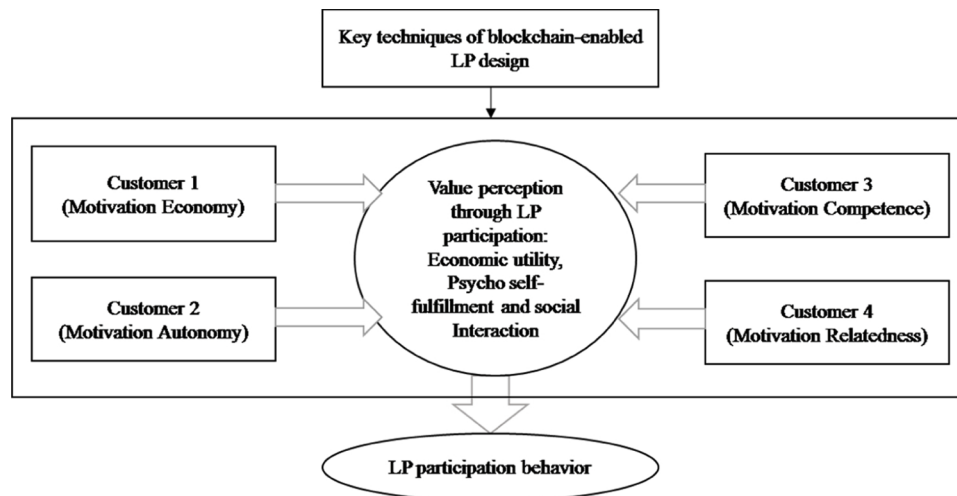 Key techniques of blockchain-enabled
LP design
Customer 1
(Motivation Economy)
Customer 2
(Motivation Autonomy)
Value perception
through LP
participation:
Economic utility,
Psycho self-
fulfillment and social
Interaction
Customer 3
(Motivation Competence)
Customer 4
(Motivation Relatedness)
LP participation behavior